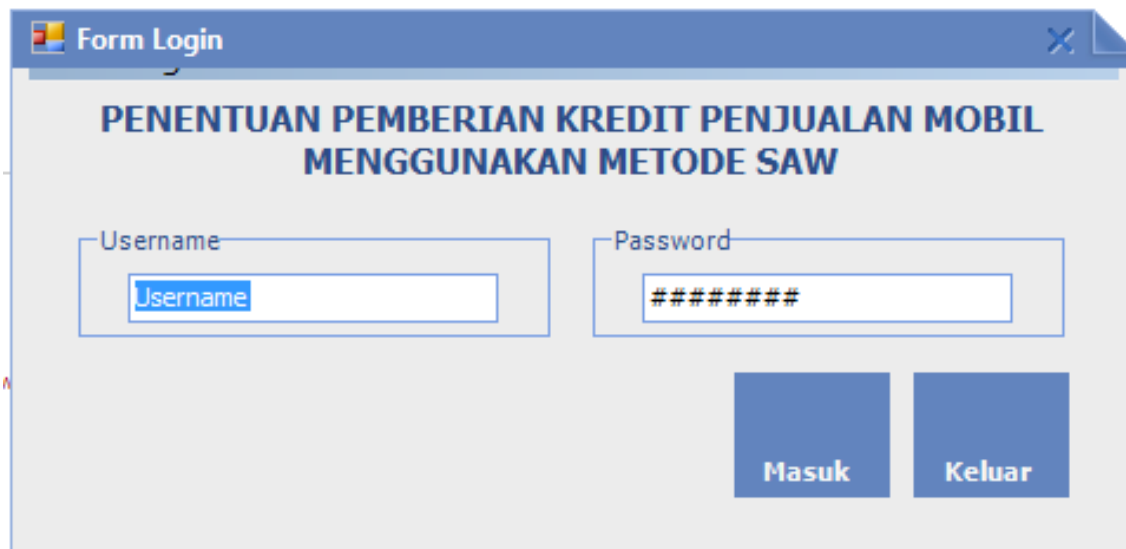 Form Login
PENENTUAN PEMBERIAN KREDIT PENJUALAN MOBIL
MENGGUNAKAN METODE SAW
Username Password
Username ########
Masuk Keluar